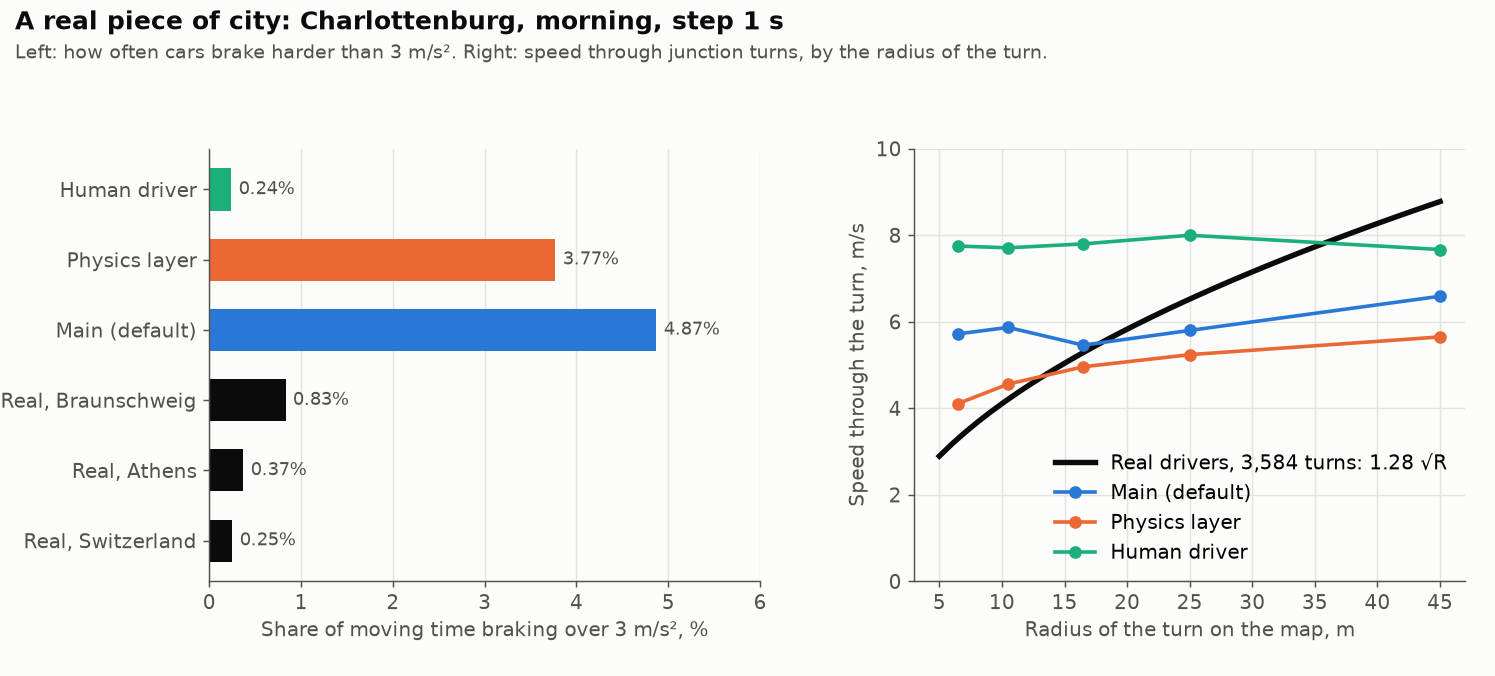 A real piece of city: Charlottenburg, morning, step 1 s
Left: how often cars brake harder than 3 m/s². Right: speed through junction turns, by the radius of the turn.
Human driver
0.24%
Physics layer
3.77%
Main (default)
4.87%
Real, Braunschweig
0.83%
Real, Athens
0.37%
Real, Switzerland
0.25%
0 1 2 3 4 5 6
Share of moving time braking over 3 m/s², %
Speed through the turn, m/s
10
8
6
4
2
0
Real drivers, 3,584 turns: 1.28 √R
Main (default)
Physics layer
Human driver
5 10 15 20 25 30 35 40 45
Radius of the turn on the map, m